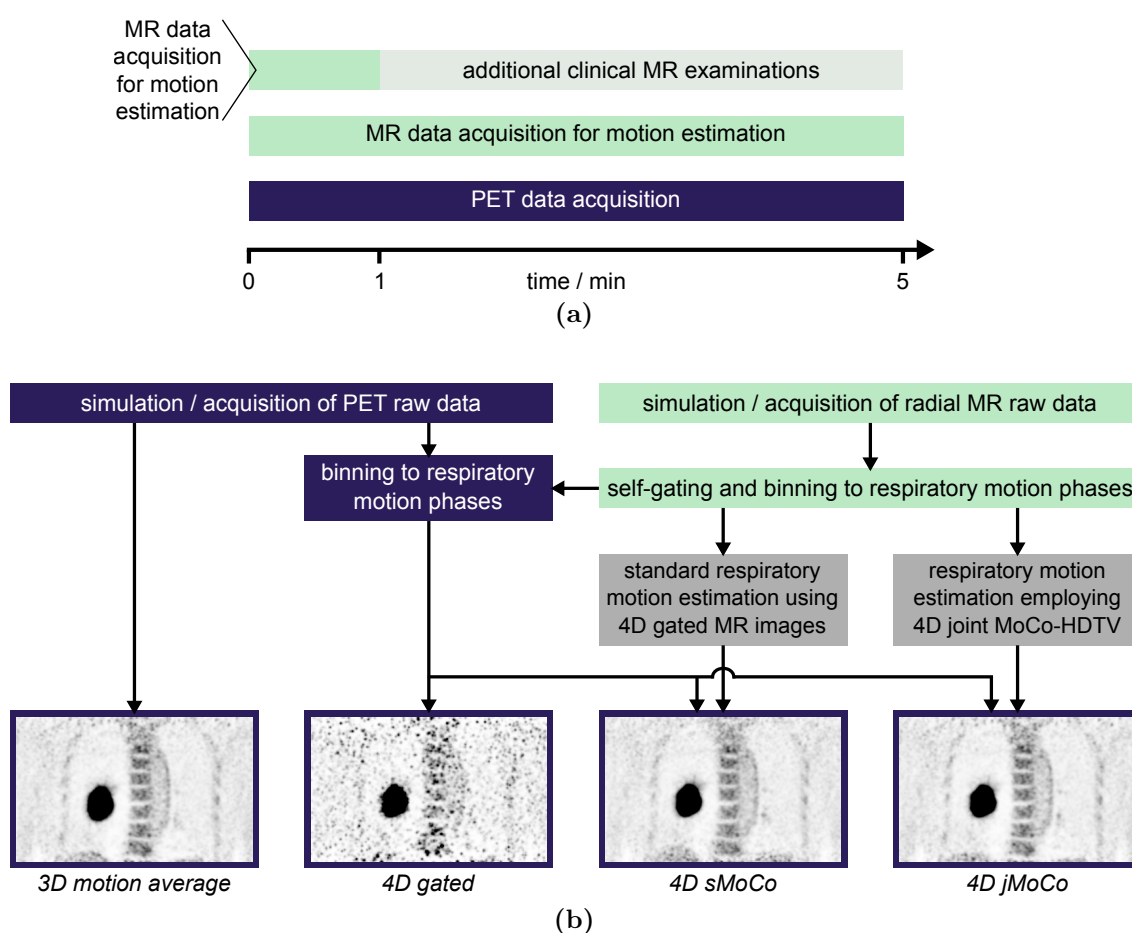 MR data
acquisition
for motion
estimation
additional clinical MR examinations
MR data acquisition for motion estimation
PET data acquisition
0
1
time / min
5
(a)
simulation / acquisition of PET raw data
simulation / acquisition of radial MR raw data
binning to respiratory
motion phases
self-gating and binning to respiratory motion phases
standard respiratory
motion estimation using
4D gated MR images
respiratory motion
estimation employing
4D joint MoCo-HDTV
3D motion average
4D gated
4D sMoCo
4D jMoCo
(b)